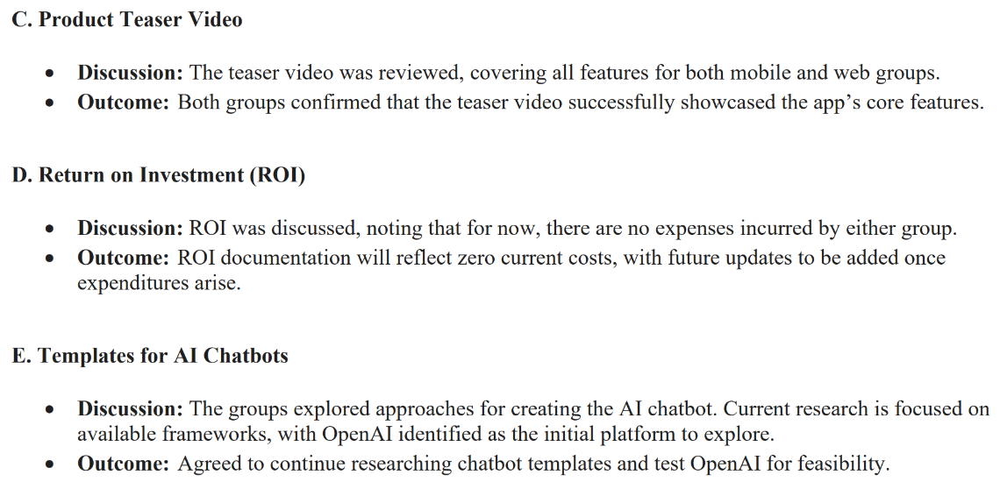 C. Product Teaser Video
• Discussion: The teaser video was reviewed, covering all features for both mobile and web groups.
• Outcome: Both groups confirmed that the teaser video successfully showcased the app’s core features.
D. Return on Investment (ROI)
• Discussion: ROI was discussed, noting that for now, there are no expenses incurred by either group.
• Outcome: ROI documentation will reflect zero current costs, with future updates to be added once
expenditures arise.
E. Templates for AI Chatbots
• Discussion: The groups explored approaches for creating the AI chatbot. Current research is focused on
available frameworks, with OpenAI identified as the initial platform to explore.
• Outcome: Agreed to continue researching chatbot templates and test OpenAI for feasibility.